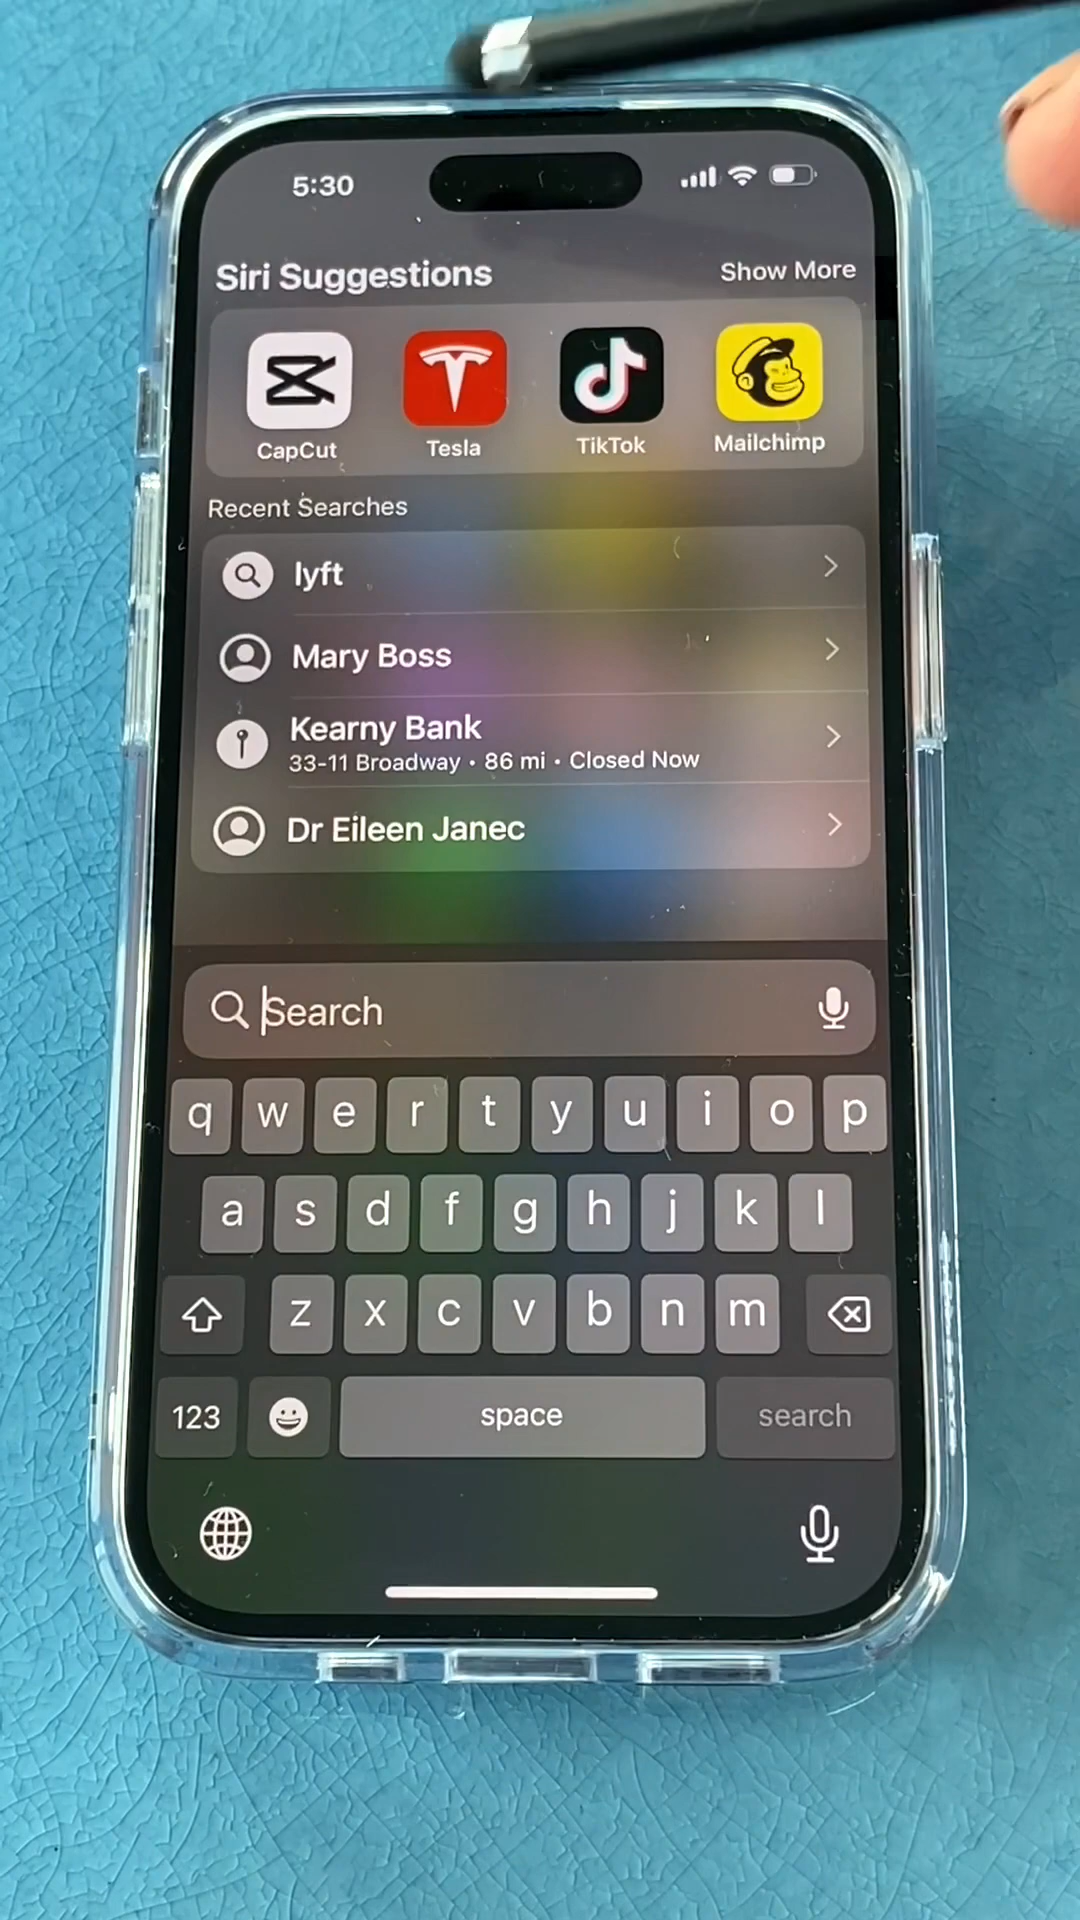 5:30
Siri Suggestions
Show More
CapCut
Tesla
TikTok
Mailchimp
Recent Searches
lyft
Mary Boss
Kearny Bank
33-11 Broadway • 86 mi • Closed Now
Dr Eileen Janec
Search
q w e r t y u i o p
a s d f g h j k l
z x c v b n m
123
space
search